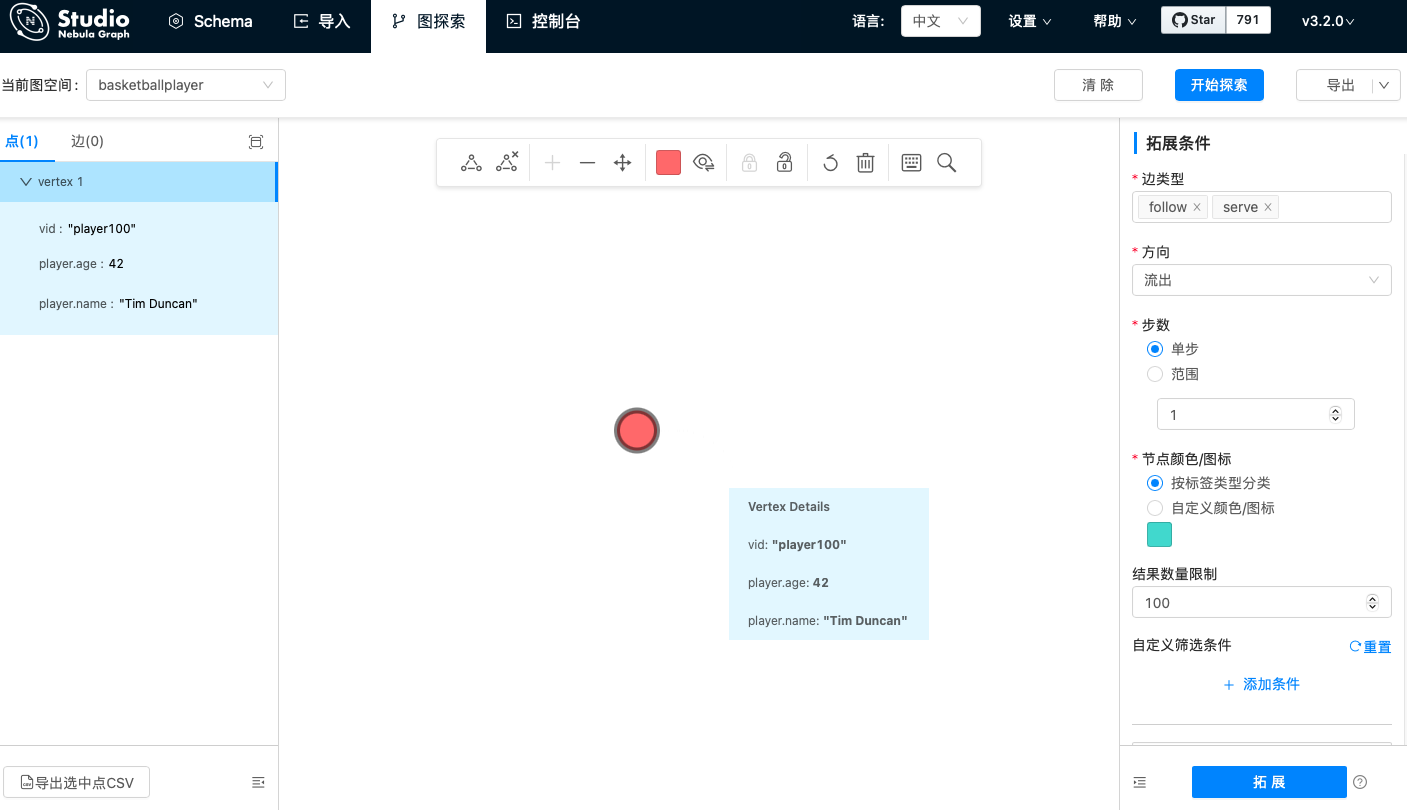 Studio
Nebula Graph
Schema
导入
图探索
控制台
语言:
中文
设置
帮助
Star
791
v3.2.0
当前图空间:
basketballplayer
清 除
开始探索
导出
点(1)
边(0)
vertex 1
vid : "player100"
player.age : 42
player.name : "Tim Duncan"
Vertex Details
vid: "player100"
player.age: 42
player.name: "Tim Duncan"
拓展条件
* 边类型
follow ×
serve ×
* 方向
流出
* 步数
单步
范围
1
* 节点颜色/图标
按标签类型分类
自定义颜色/图标
结果数量限制
100
自定义筛选条件
重置
+ 添加条件
导出选中点CSV
拓 展